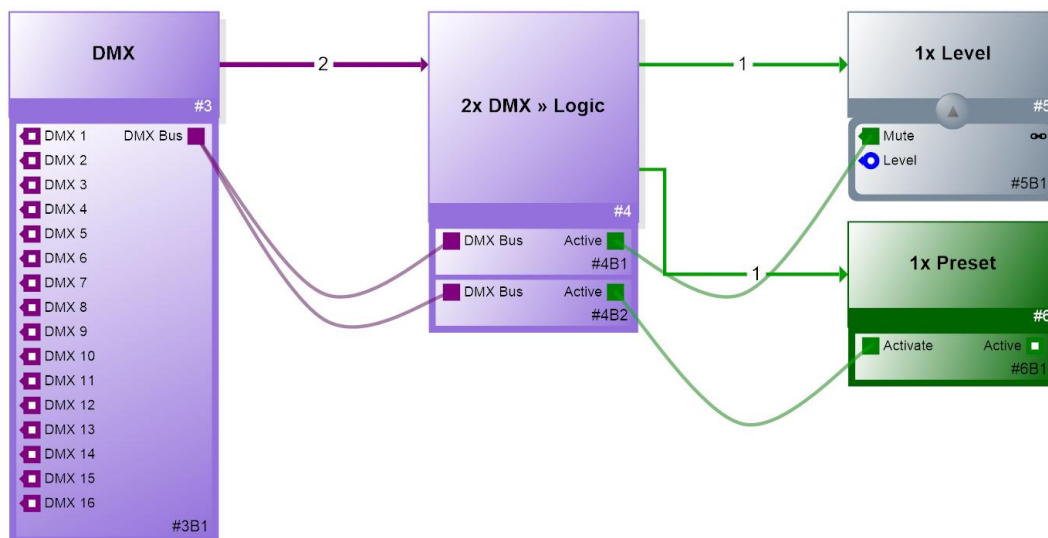 DMX
#3
DMX 1
DMX Bus
DMX 2
DMX 3
DMX 4
DMX 5
DMX 6
DMX 7
DMX 8
DMX 9
DMX 10
DMX 11
DMX 12
DMX 13
DMX 14
DMX 15
DMX 16
#3B1
2
2x DMX » Logic
#4
DMX Bus
Active
#4B1
DMX Bus
Active
#4B2
1
1
1x Level
#5
Mute
Level
#5B1
1x Preset
#6
Activate
Active
#6B1